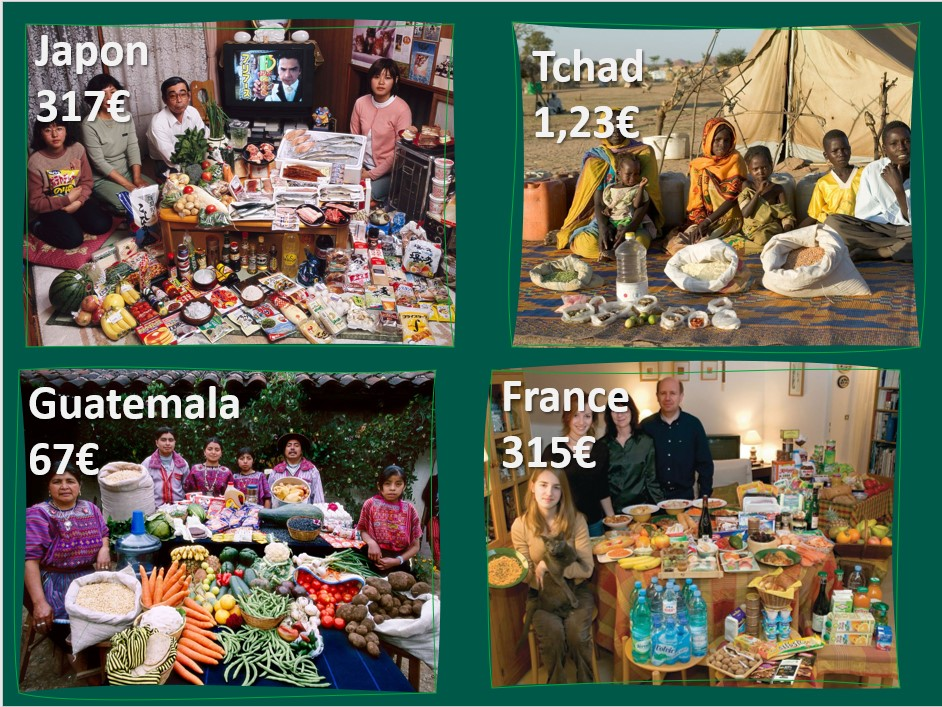 Japon
317€
Tchad
1,23€
Guatemala
67€
France
315€